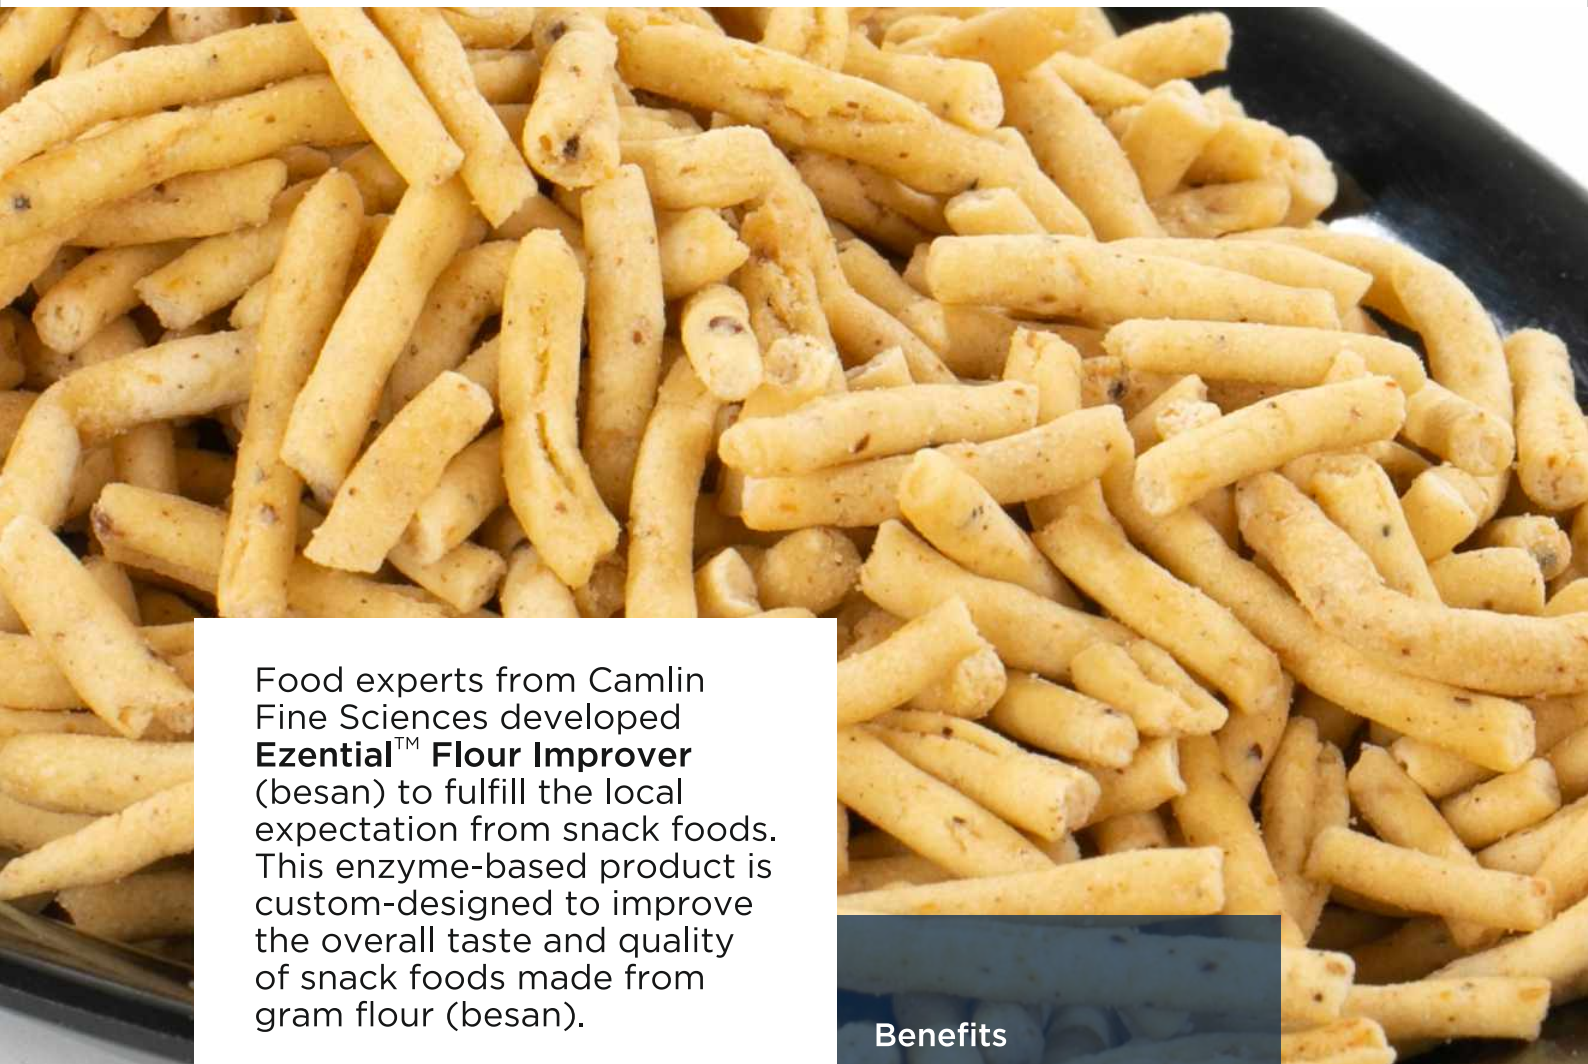 Food experts from Camlin
Fine Sciences developed
Ezential™ Flour Improver
(besan) to fulfill the local
expectation from snack foods.
This enzyme-based product is
custom-designed to improve
the overall taste and quality
of snack foods made from
gram flour (besan).
Benefits